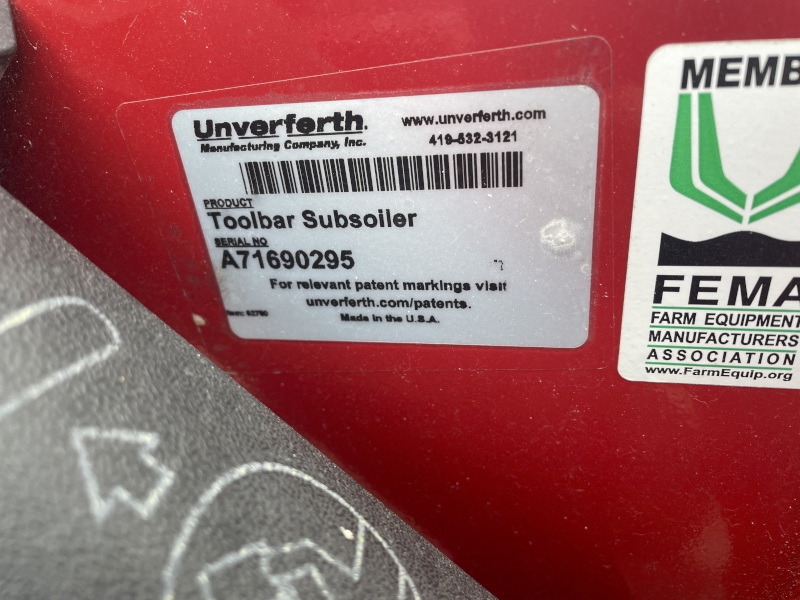 Unverferth
Manufacturing Company, Inc.
www.unverferth.com
419-532-3121
PRODUCT
Toolbar Subsoiler
SERIAL NO
A71690295
For relevant patent markings visit
unverferth.com/patents.
Made in the U.S.A.
MEMB
FEMA
FARM EQUIPMENT
MANUFACTURERS
ASSOCIATION
www.FarmEquip.org